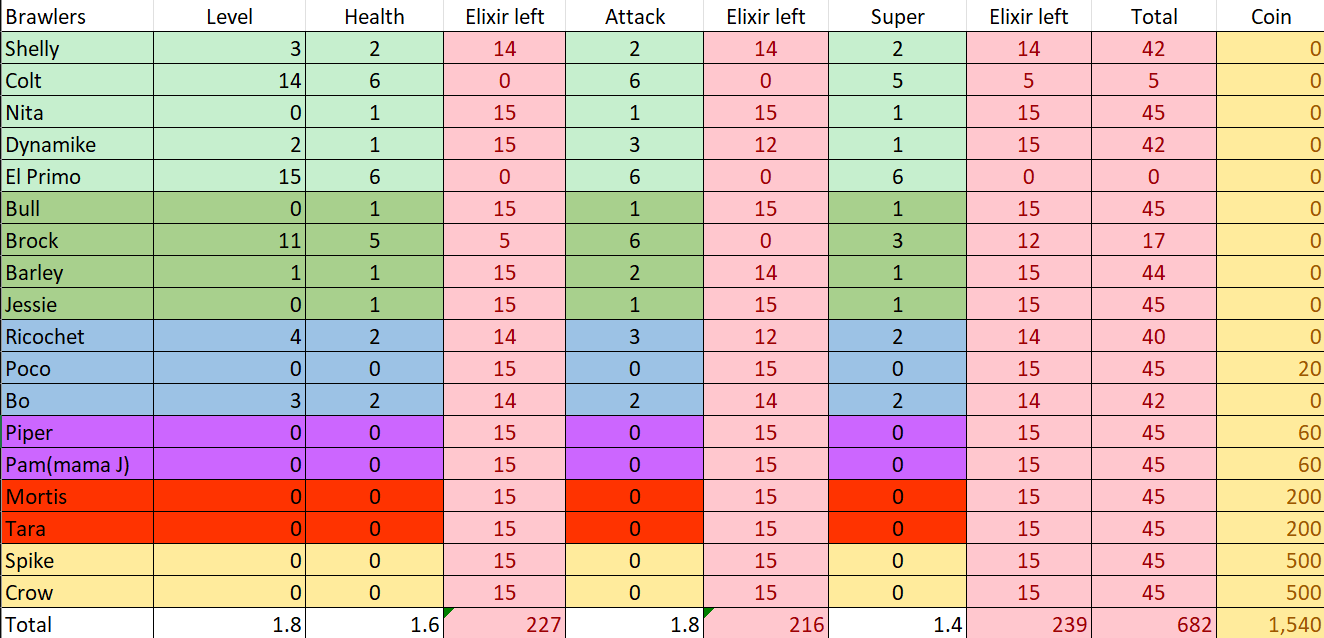 Brawlers Level Health Elixir left Attack Elixir left Super Elixir left Total Coin
Shelly 3 2 14 2 14 2 14 42 0
Colt 14 6 0 6 0 5 5 5 0
Nita 0 1 15 1 15 1 15 45 0
Dynamike 2 1 15 3 12 1 15 42 0
El Primo 15 6 0 6 0 6 0 0 0
Bull 0 1 15 1 15 1 15 45 0
Brock 11 5 5 6 0 3 12 17 0
Barley 1 1 15 2 14 1 15 44 0
Jessie 0 1 15 1 15 1 15 45 0
Ricochet 4 2 14 3 12 2 14 40 0
Poco 0 0 15 0 15 0 15 45 20
Bo 3 2 14 2 14 2 14 42 0
Piper 0 0 15 0 15 0 15 45 60
Pam(mama J) 0 0 15 0 15 0 15 45 60
Mortis 0 0 15 0 15 0 15 45 200
Tara 0 0 15 0 15 0 15 45 200
Spike 0 0 15 0 15 0 15 45 500
Crow 0 0 15 0 15 0 15 45 500
Total 1.8 1.6 227 1.8 216 1.4 239 682 1,540